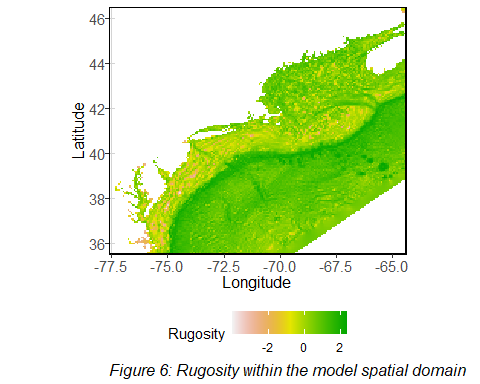 46
44
42
40
38
36
Latitude
-77.5 -75.0 -72.5 -70.0 -67.5 -65.0
Longitude
Rugosity
-2 0 2
Figure 6: Rugosity within the model spatial domain